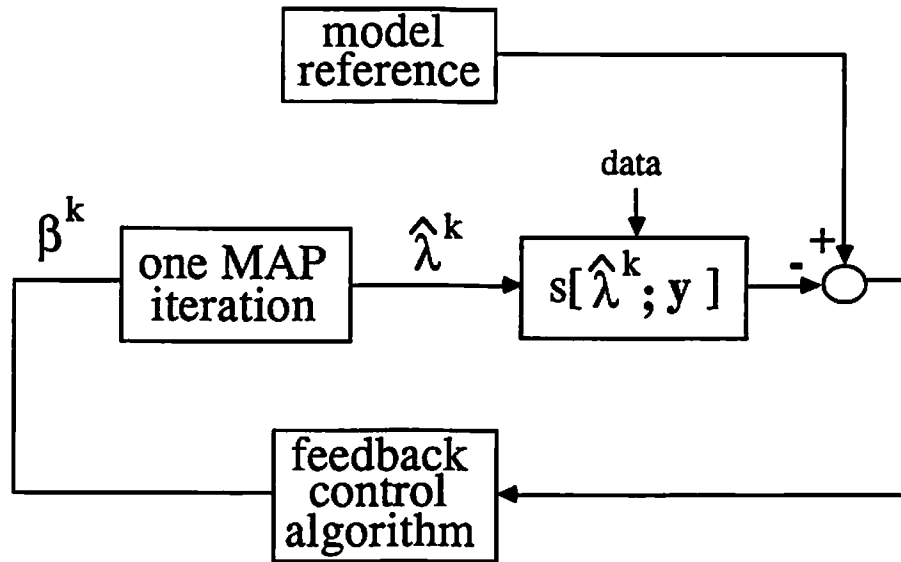 model
reference
data
β^k
one MAP
iteration
λ̂^k
s[λ̂^k; y ]
-
+
feedback
control
algorithm